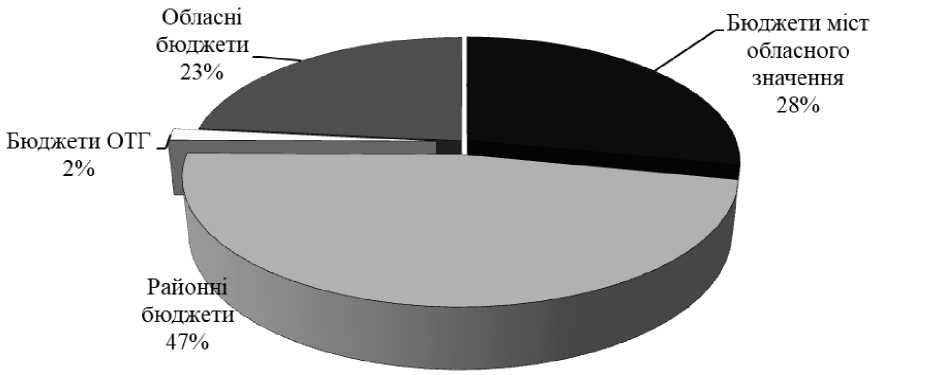 Обласні
бюджети
23%
Бюджети міст
обласного
значення
28%
Бюджети ОТГ
2%
Районні
бюджети
47%